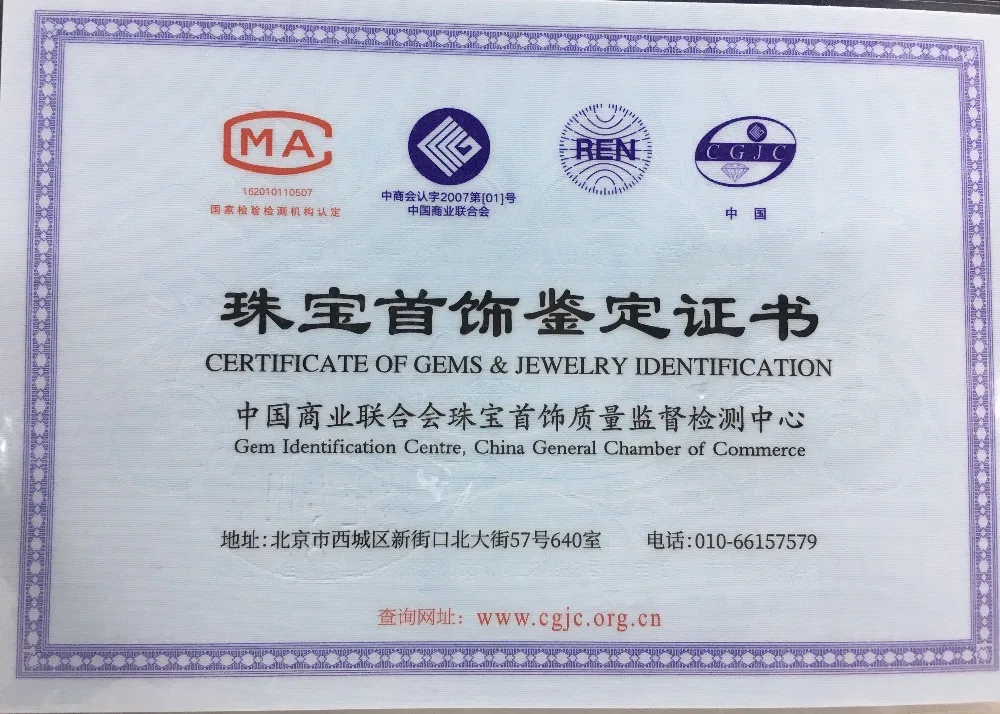 MA
162010110507
国家检验检测机构认定
中商会认字2007第[01]号
中国商业联合会
REN
CGJC
中 国
珠宝首饰鉴定证书
CERTIFICATE OF GEMS & JEWELRY IDENTIFICATION
中国商业联合会珠宝首饰质量监督检测中心
Gem Identification Centre, China General Chamber of Commerce
地址:北京市西城区新街口北大街57号640室 电话:010-66157579
查询网址: www.cgjc.org.cn